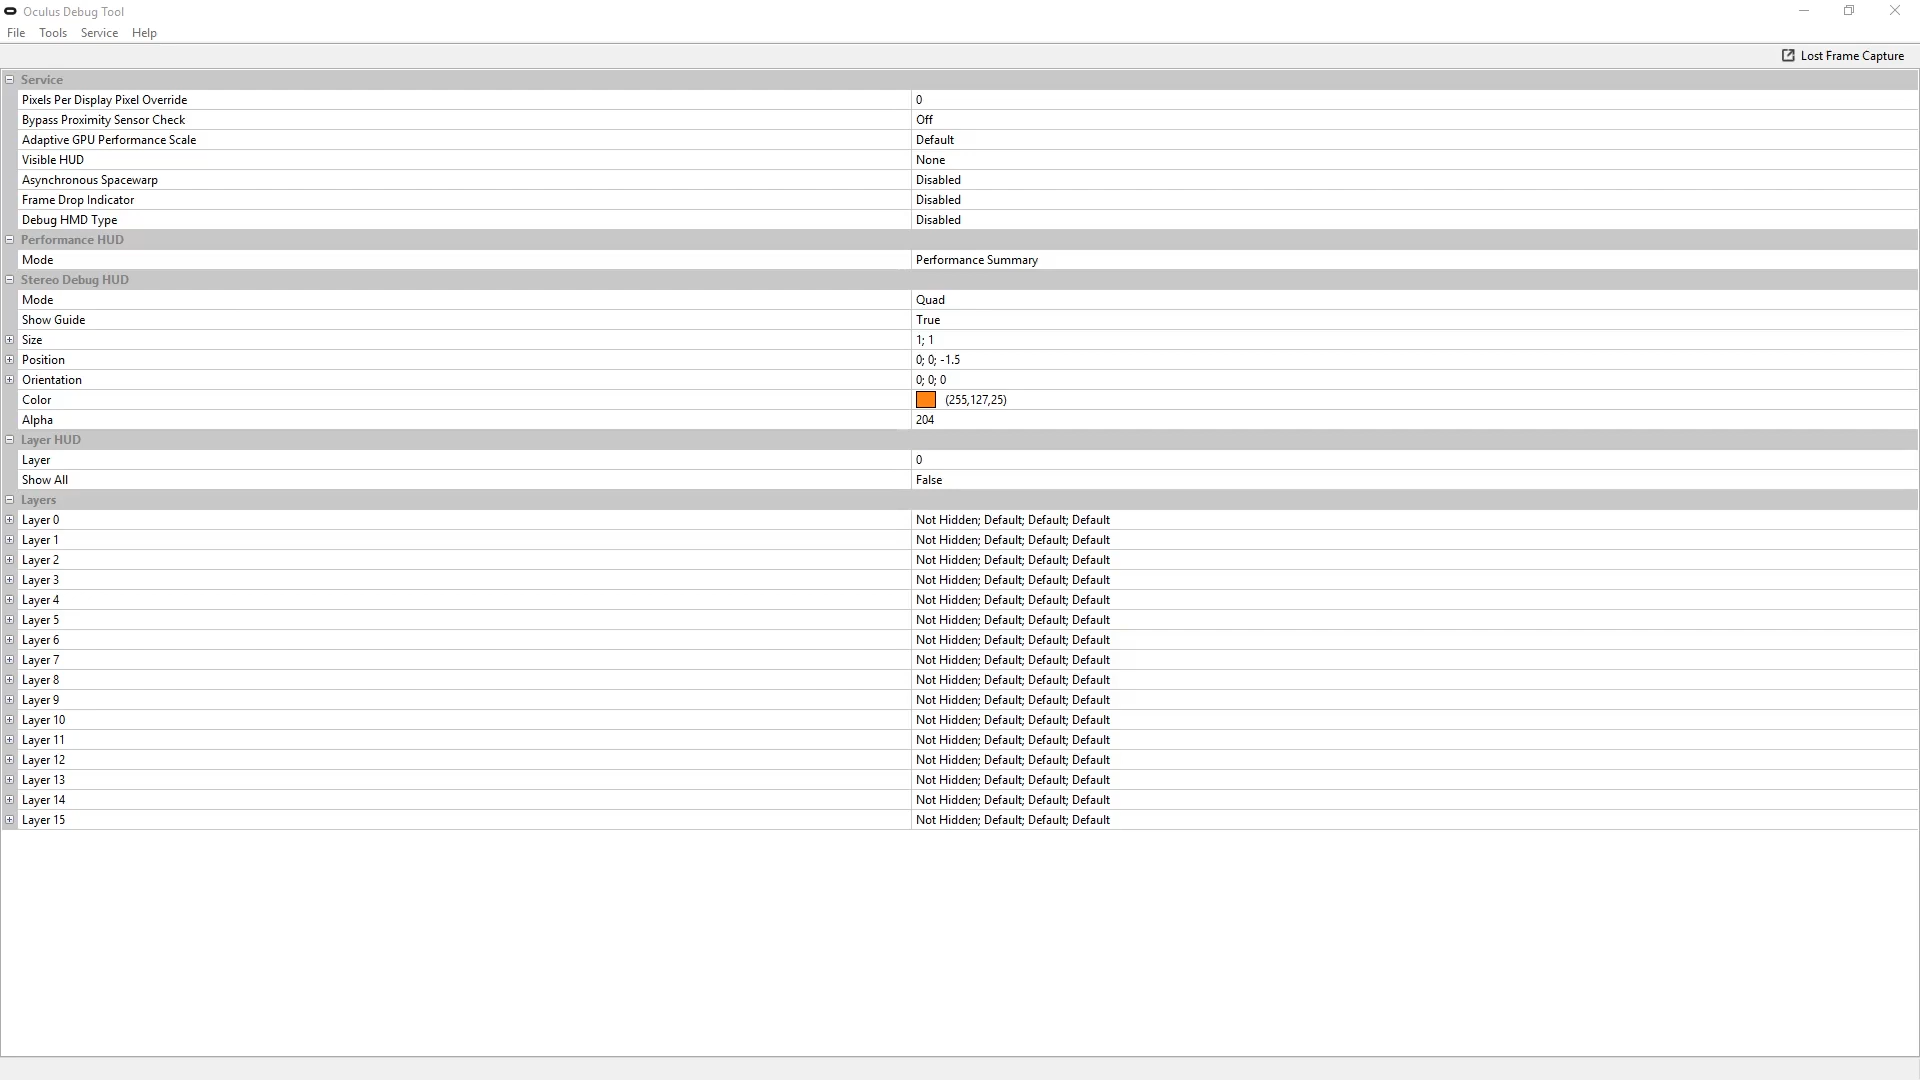 Oculus Debug Tool
File Tools Service Help
Lost Frame Capture
Service
Pixels Per Display Pixel Override 0
Bypass Proximity Sensor Check Off
Adaptive GPU Performance Scale Default
Visible HUD None
Asynchronous Spacewarp Disabled
Frame Drop Indicator Disabled
Debug HMD Type Disabled
Performance HUD
Mode Performance Summary
Stereo Debug HUD
Mode Quad
Show Guide True
Size 1; 1
Position 0; 0; -1.5
Orientation 0; 0; 0
Color (255,127,25)
Alpha 204
Layer HUD
Layer 0
Show All False
Layers
Layer 0 Not Hidden; Default; Default; Default
Layer 1 Not Hidden; Default; Default; Default
Layer 2 Not Hidden; Default; Default; Default
Layer 3 Not Hidden; Default; Default; Default
Layer 4 Not Hidden; Default; Default; Default
Layer 5 Not Hidden; Default; Default; Default
Layer 6 Not Hidden; Default; Default; Default
Layer 7 Not Hidden; Default; Default; Default
Layer 8 Not Hidden; Default; Default; Default
Layer 9 Not Hidden; Default; Default; Default
Layer 10 Not Hidden; Default; Default; Default
Layer 11 Not Hidden; Default; Default; Default
Layer 12 Not Hidden; Default; Default; Default
Layer 13 Not Hidden; Default; Default; Default
Layer 14 Not Hidden; Default; Default; Default
Layer 15 Not Hidden; Default; Default; Default